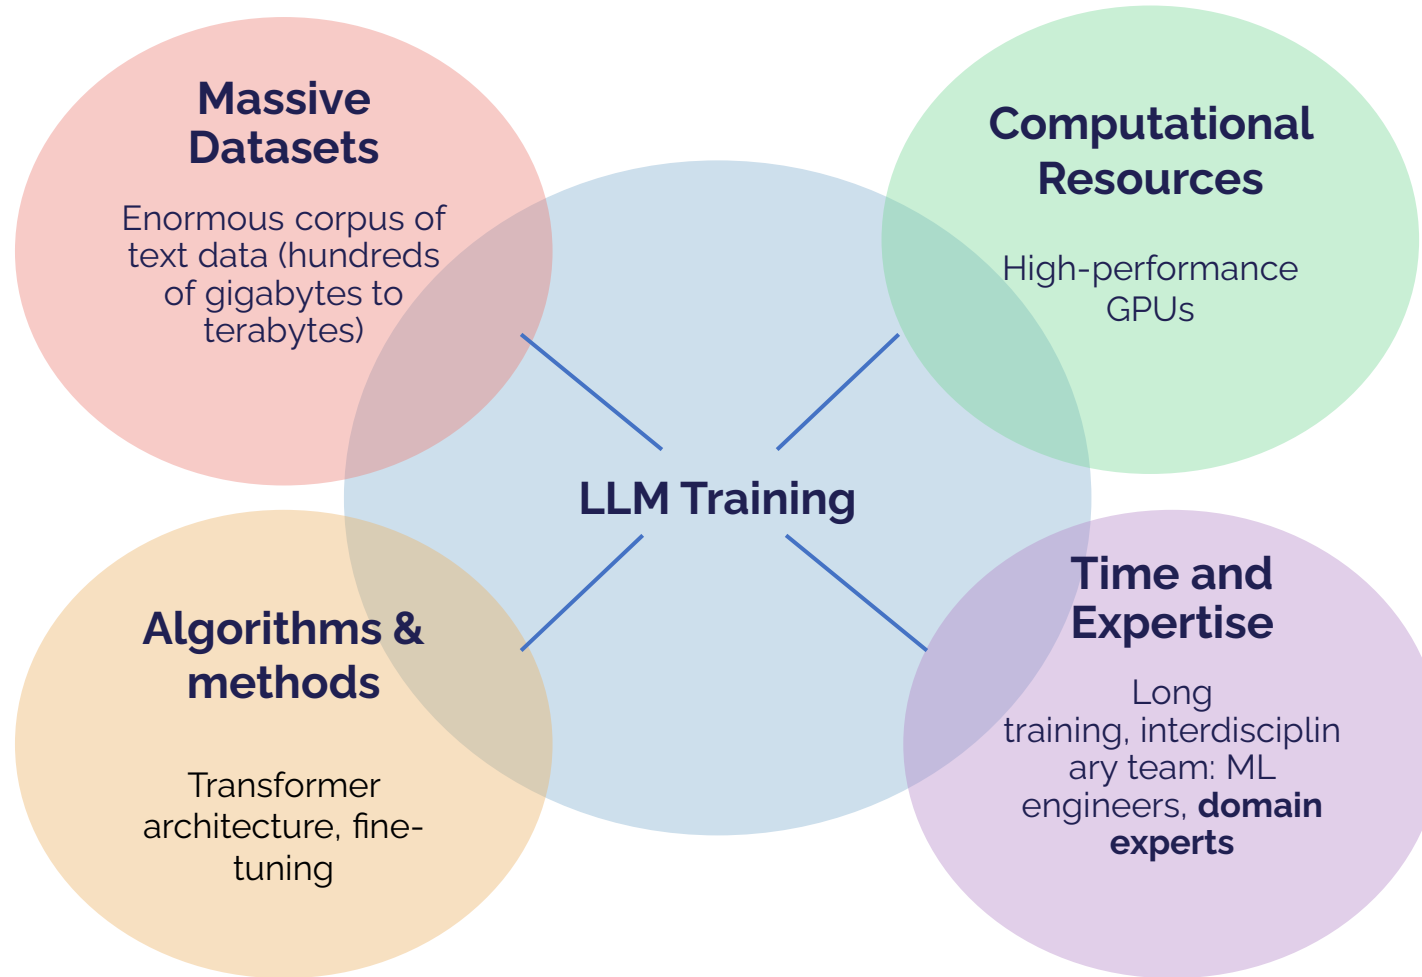 Massive
Datasets
Enormous corpus of
text data (hundreds
of gigabytes to
terabytes)
Computational
Resources
High-performance
GPUs
LLM Training
Algorithms &
methods
Transformer
architecture, fine-
tuning
Time and
Expertise
Long
training, interdisciplin
ary team: ML
engineers, domain
experts